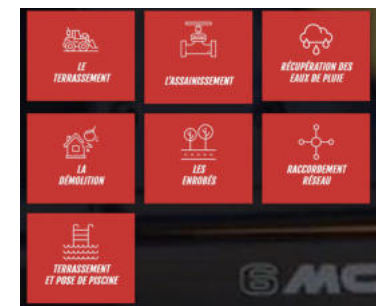 LE
TERRASSEMENT
L'ASSAINISSEMENT
RÉCUPÉRATION DES
EAUX DE PLUIE
LA
DÉMOLITION
LES
ENROBÉS
RACCORDEMENT
RÉSEAU
TERRASSEMENT
ET POSE DE PISCINE
6MC